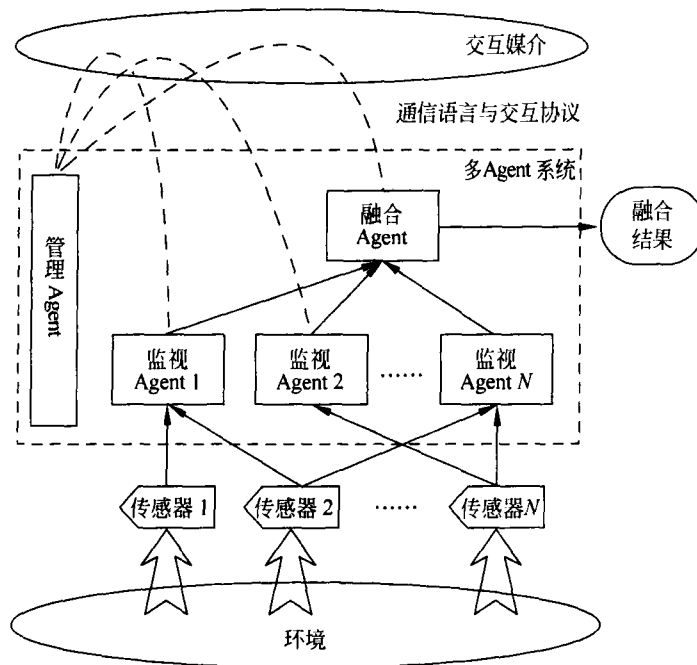 交互媒介
通信语言与交互协议
多Agent 系统
管理 Agent
融合
Agent
融合
结果
监视
Agent 1
监视
Agent 2
……
监视
Agent N
传感器 1
传感器 2
……
传感器N
环境